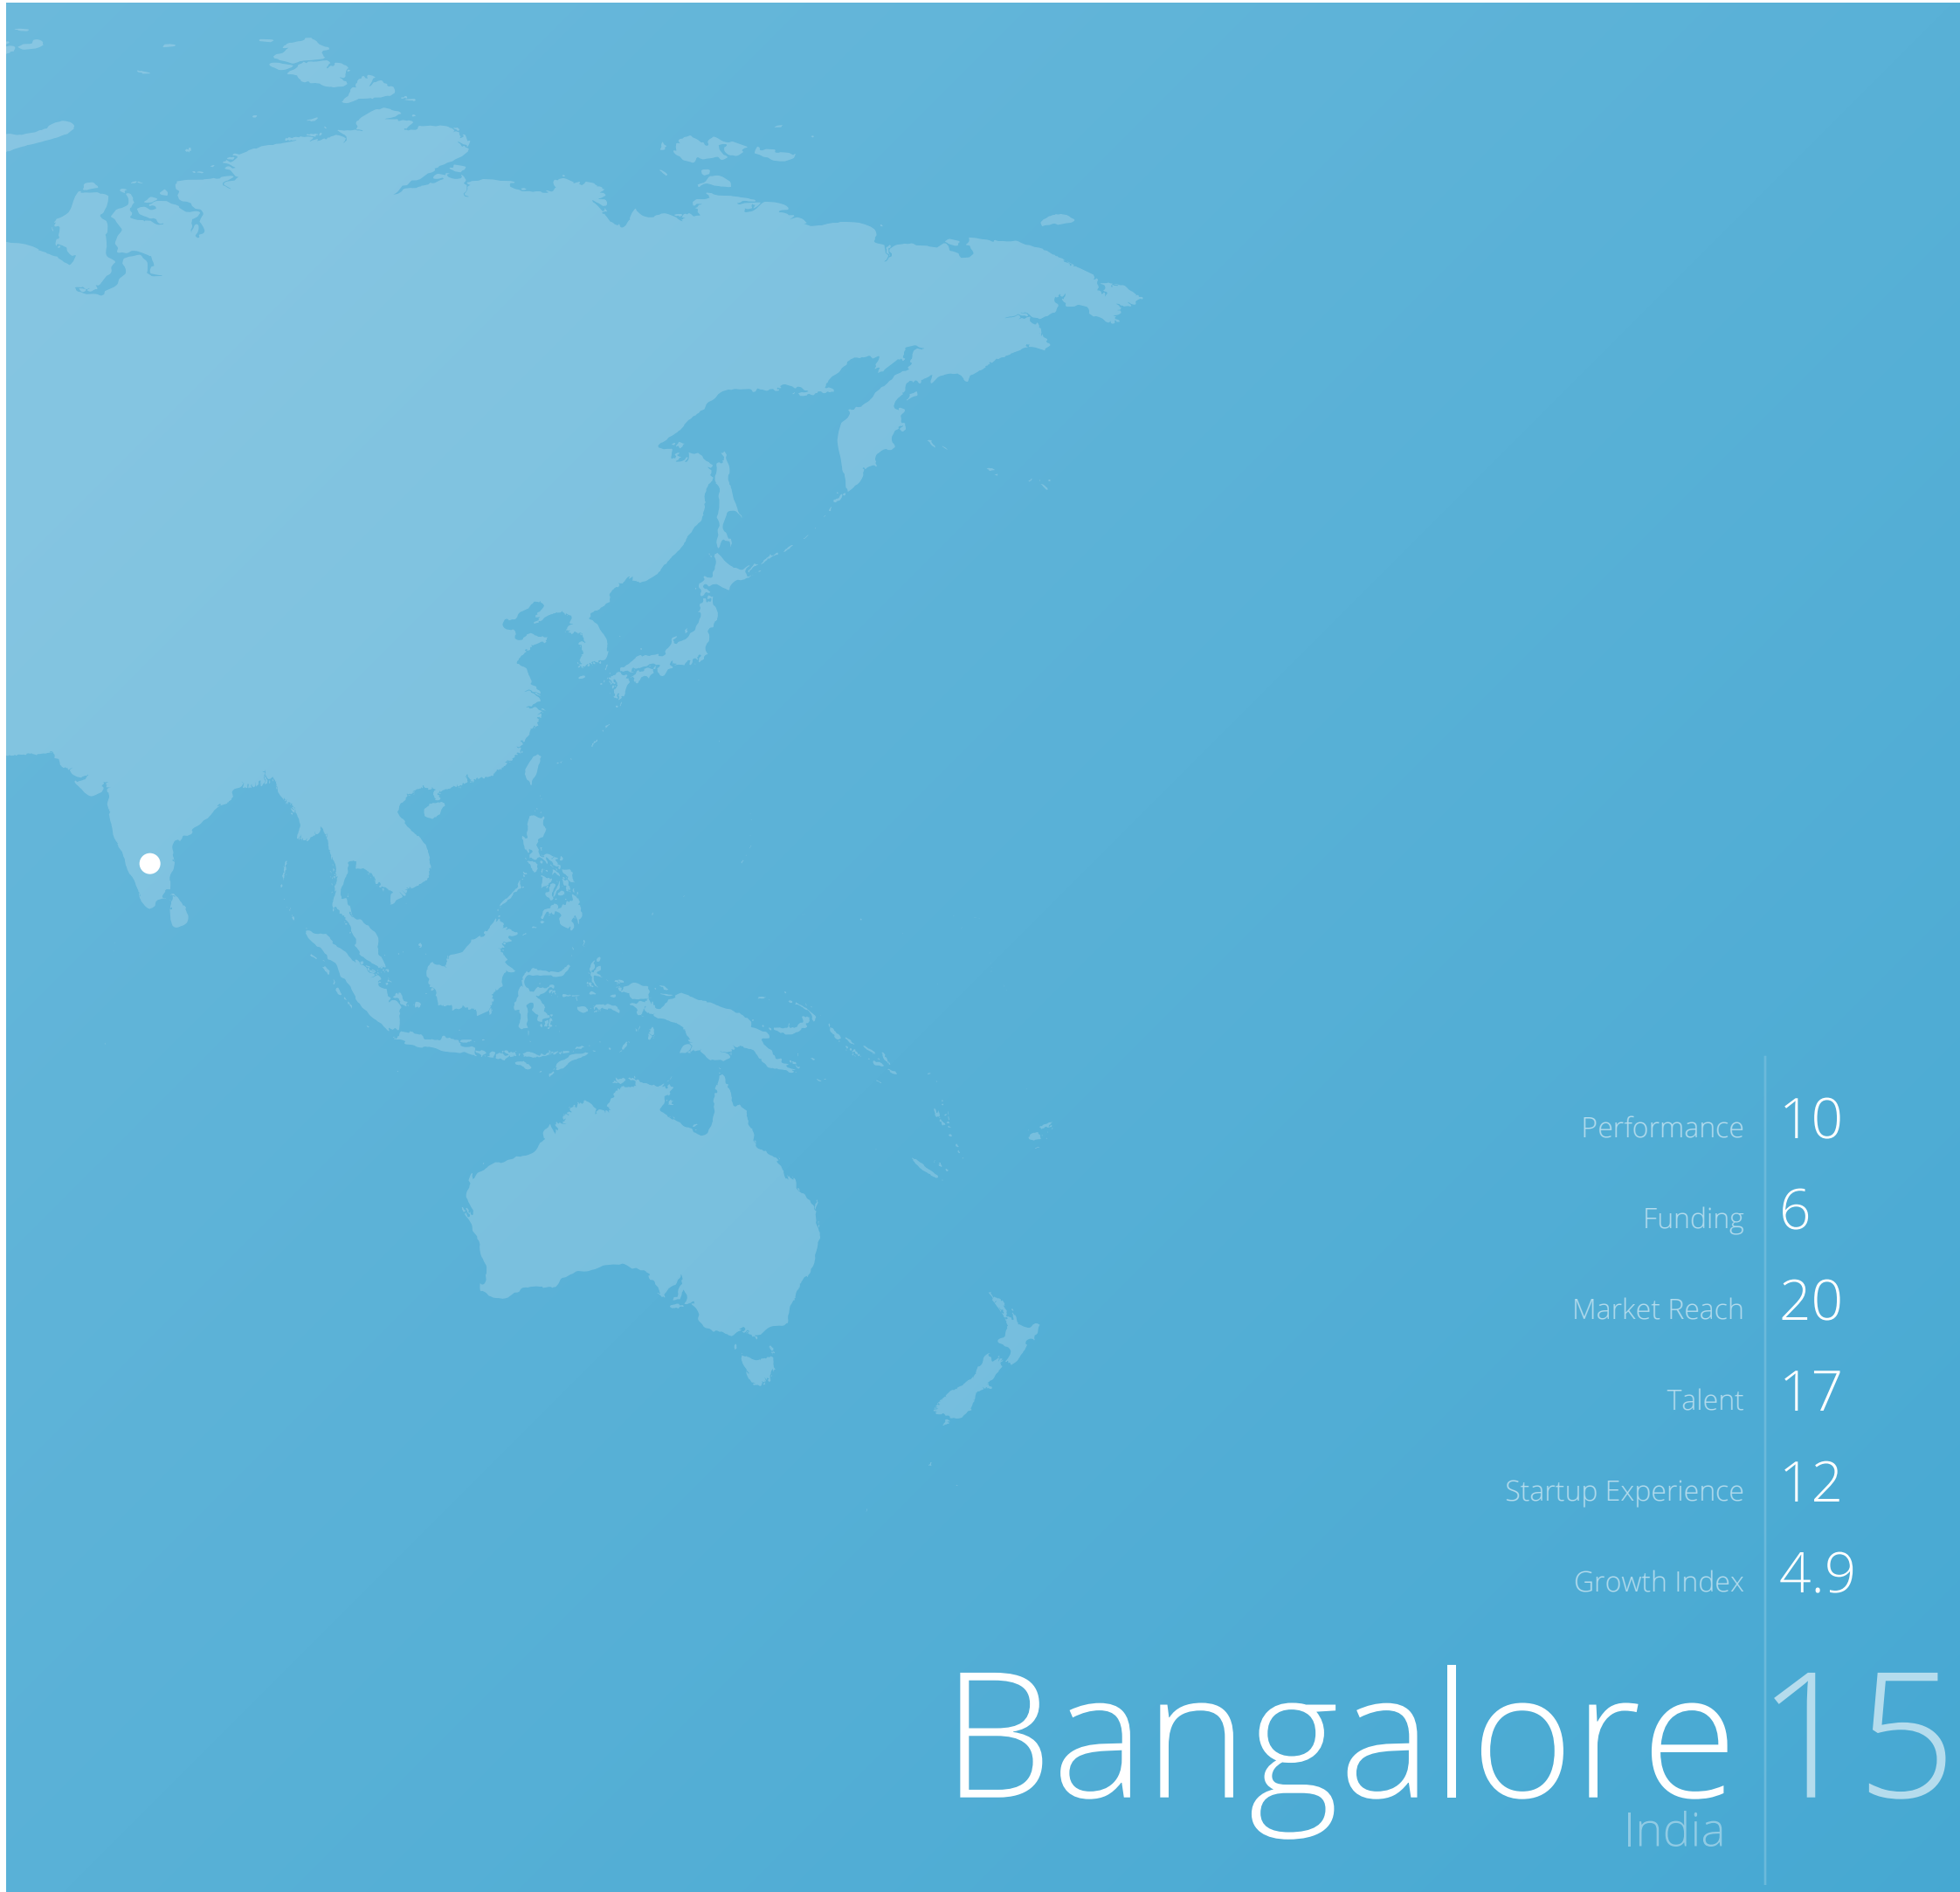 Performance 10
Funding 6
Market Reach 20
Talent 17
Startup Experience 12
Growth Index 4.9
Bangalore 15
India